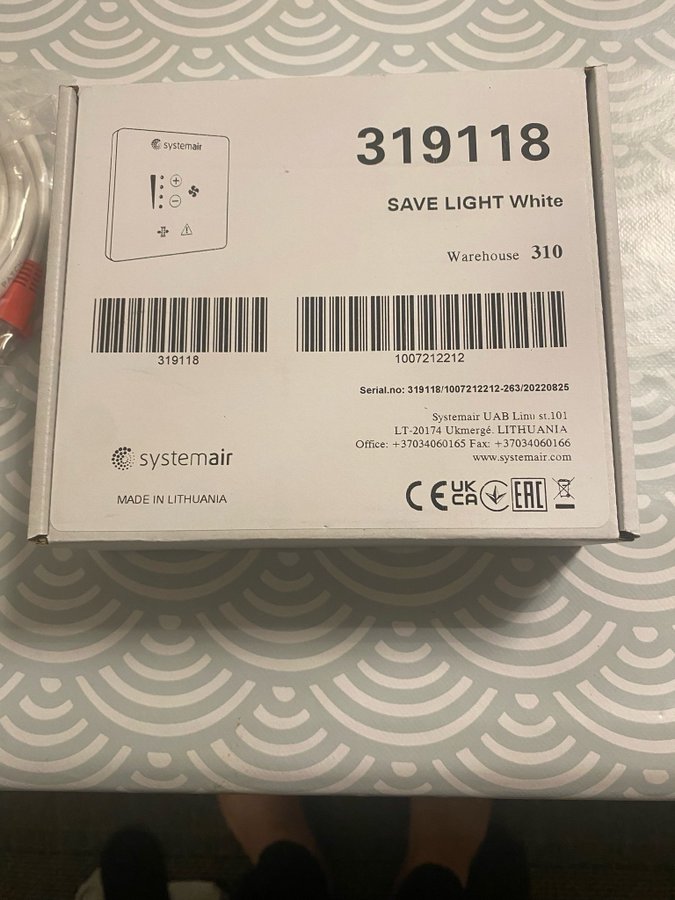 systemair
319118
SAVE LIGHT White
Warehouse 310
319118
1007212212
Serial.no: 319118/1007212212-263/20220825
Systemair UAB Linu st.101
LT-20174 Ukmergė. LITHUANIA
Office: +37034060165 Fax: +37034060166
www.systemair.com
systemair
MADE IN LITHUANIA
CE UK CA EAC